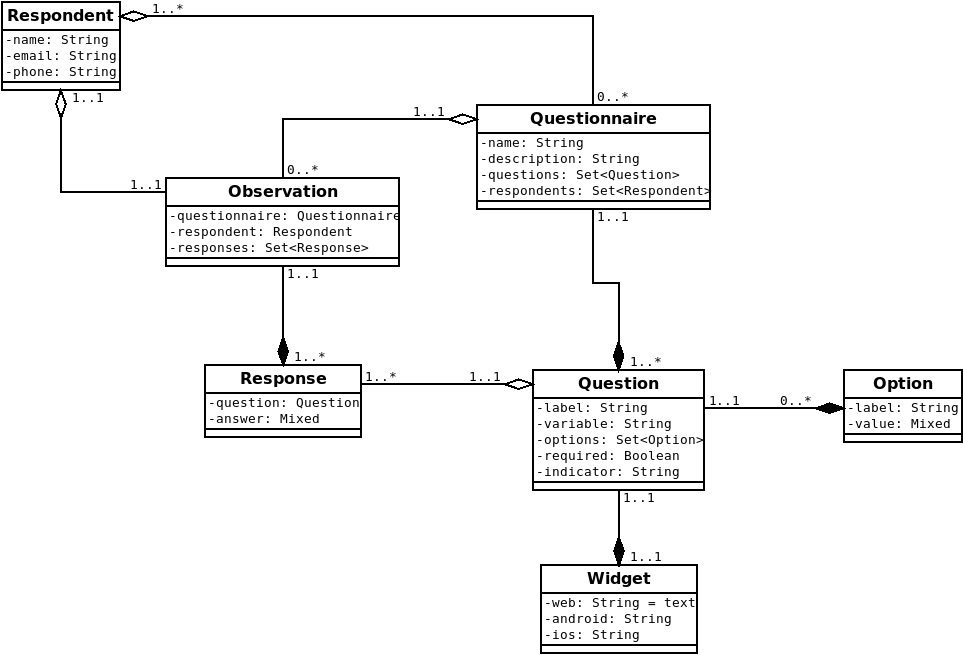 Respondent
-name: String
-email: String
-phone: String
1..*
1..1
0..*
Questionnaire
-name: String
-description: String
-questions: Set<Question>
-respondents: Set<Respondent>
1..1
1..1
0..*
1..1
Observation
-questionnaire: Questionnaire
-respondent: Respondent
-responses: Set<Response>
1..1
1..*
Response
-question: Question
-answer: Mixed
1..*
1..1
1..*
Question
-label: String
-variable: String
-options: Set<Option>
-required: Boolean
-indicator: String
1..1
0..*
Option
-label: String
-value: Mixed
1..1
1..1
Widget
-web: String = text
-android: String
-ios: String